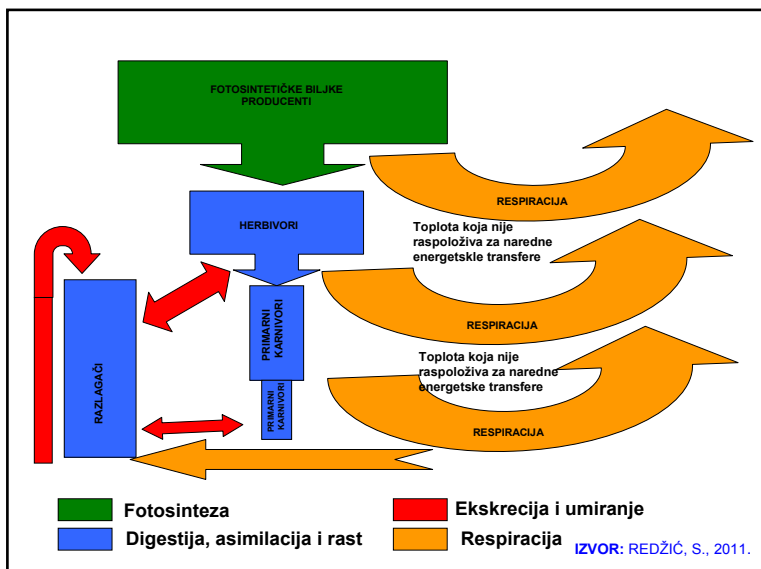 FOTOSINTETIČKE BILJKE
PRODUCENTI
RESPIRACIJA
HERBIVORI
Toplota koja nije
raspoloživa za naredne
energetskle transfere
PRIMARNI
KARNIVORI
RESPIRACIJA
RAZLAGAČI
Toplota koja nije
raspoloživa za naredne
energetske transfere
PRIMARNI
KARNIVORI
RESPIRACIJA
Fotosinteza
Ekskrecija i umiranje
Digestija, asimilacija i rast
Respiracija
IZVOR: REDŽIĆ, S., 2011.